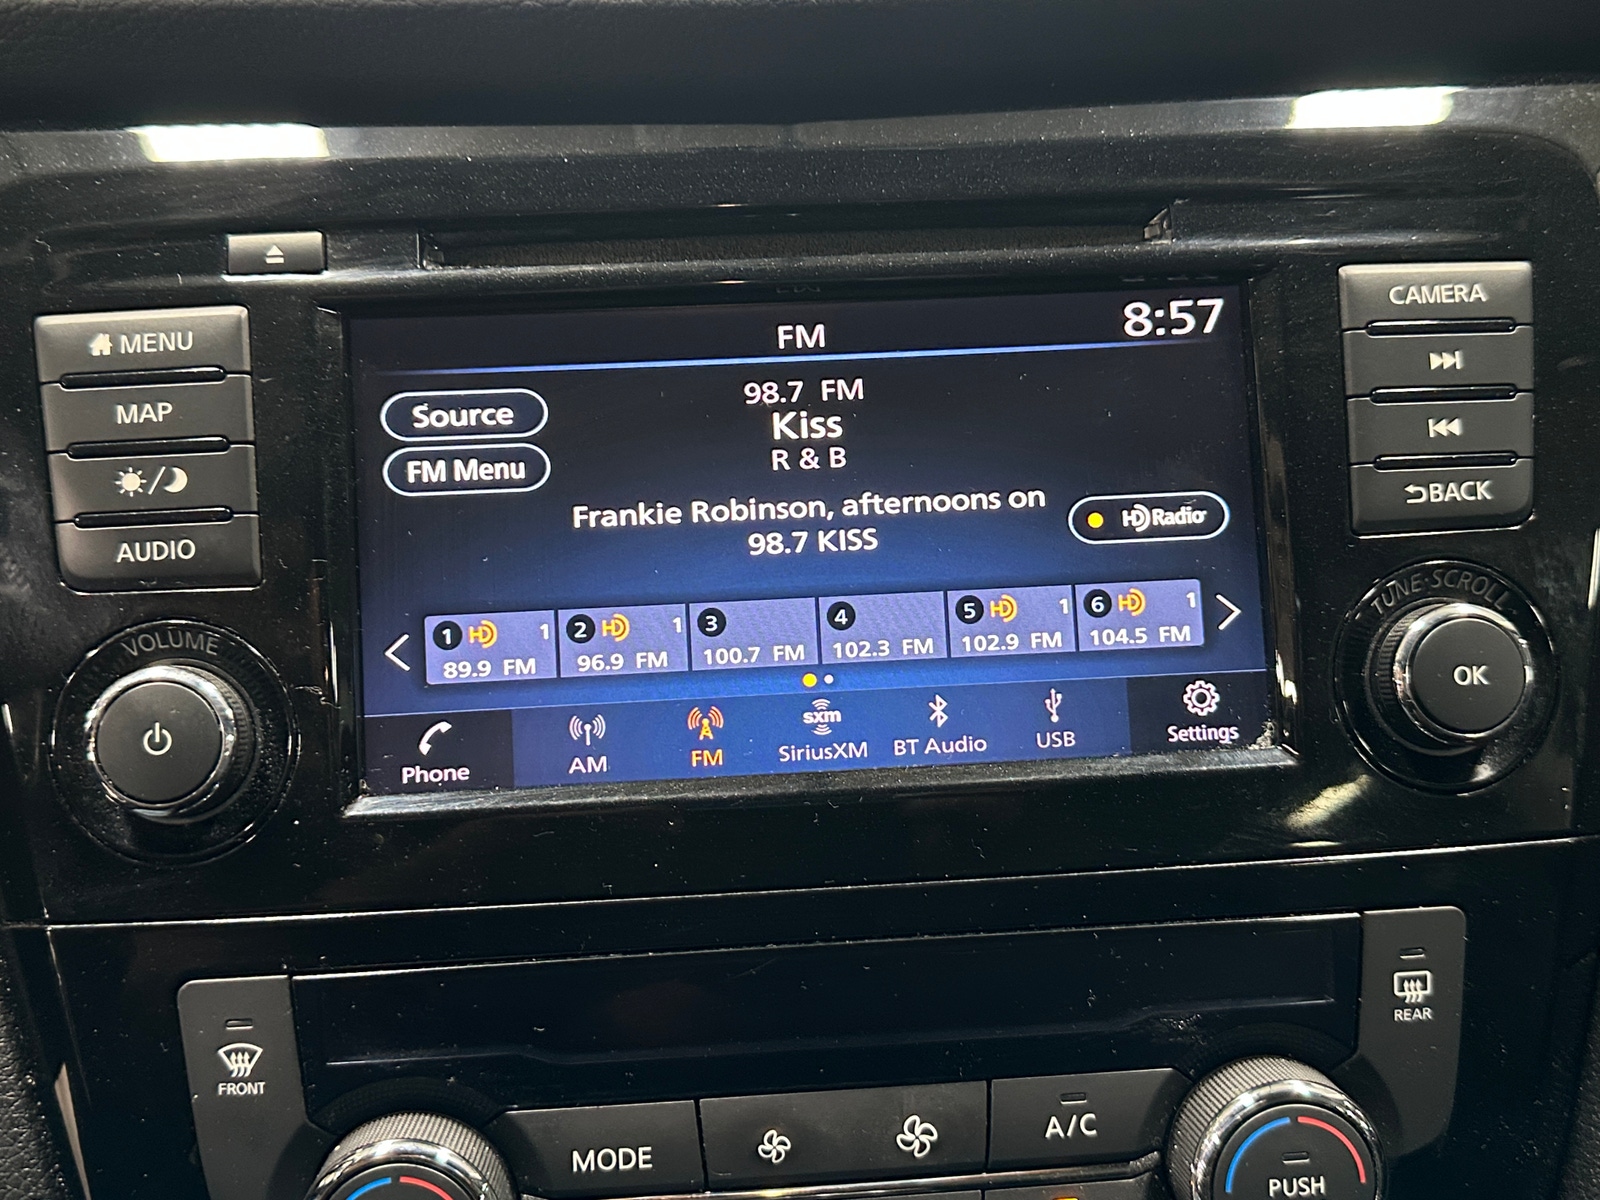 MENU
MAP
AUDIO
VOLUME
FM
8:57
Source
FM Menu
98.7 FM
Kiss
R & B
Frankie Robinson, afternoons on
98.7 KISS
HD Radio
1 HD 1
89.9 FM
2 HD 1
96.9 FM
3
100.7 FM
4
102.3 FM
5 HD 1
102.9 FM
6 HD 1
104.5 FM
Phone
AM
FM
sxm
SiriusXM
BT Audio
USB
Settings
CAMERA
BACK
TUNE·SCROLL
OK
FRONT
REAR
MODE
A/C
PUSH